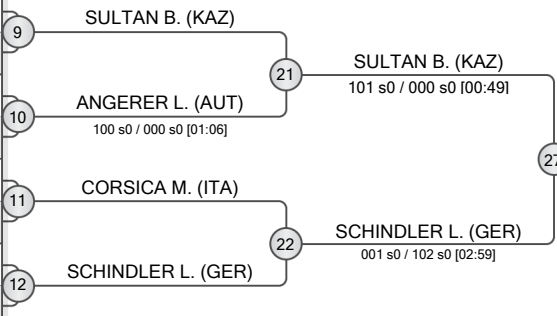 9
SULTAN B. (KAZ)
21
SULTAN B. (KAZ)
101 s0 / 000 s0 [00:49]
10
ANGERER L. (AUT)
100 s0 / 000 s0 [01:06]
27
11
CORSICA M. (ITA)
22
SCHINDLER L. (GER)
001 s0 / 102 s0 [02:59]
12
SCHINDLER L. (GER)